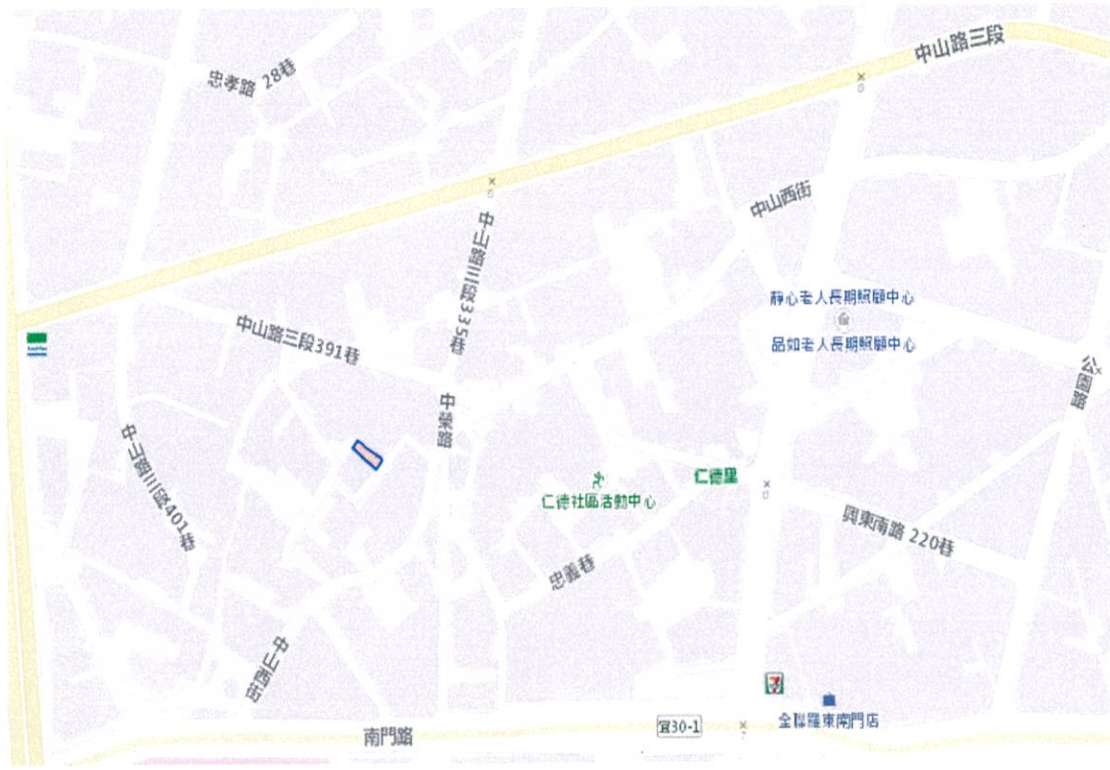 中山路三段
忠孝路 28巷
中山西街
中山路三段335巷
靜心老人長期照顧中心
中山路三段391巷
品如老人長期照顧中心
公園路
中榮路
中山路三段401巷
仁德里
仁德社區活動中心
興東南路 220巷
忠義巷
中山西街
全聯羅東南門店
宜30-1
南門路